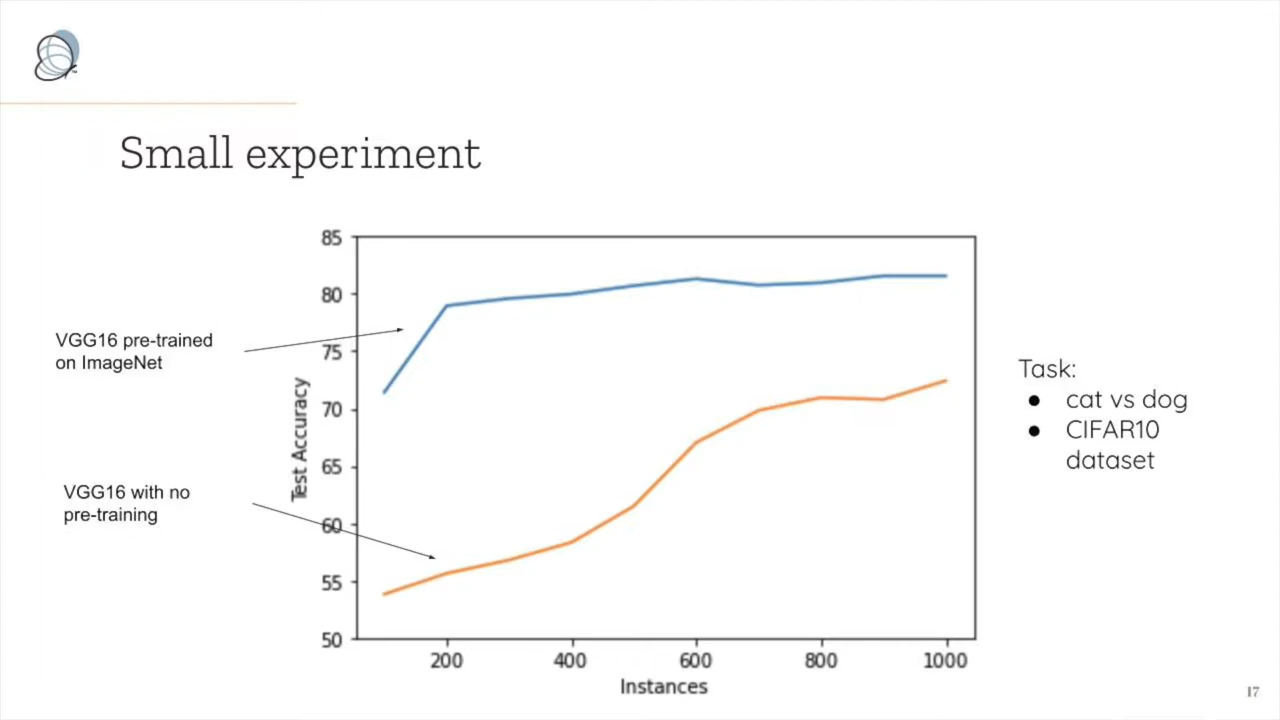 Small experiment
85
80
75
70
65
60
55
50
Test Accuracy
200 400 600 800 1000
Instances
VGG16 pre-trained
on ImageNet
VGG16 with no
pre-training
Task:
● cat vs dog
● CIFAR10
dataset
17